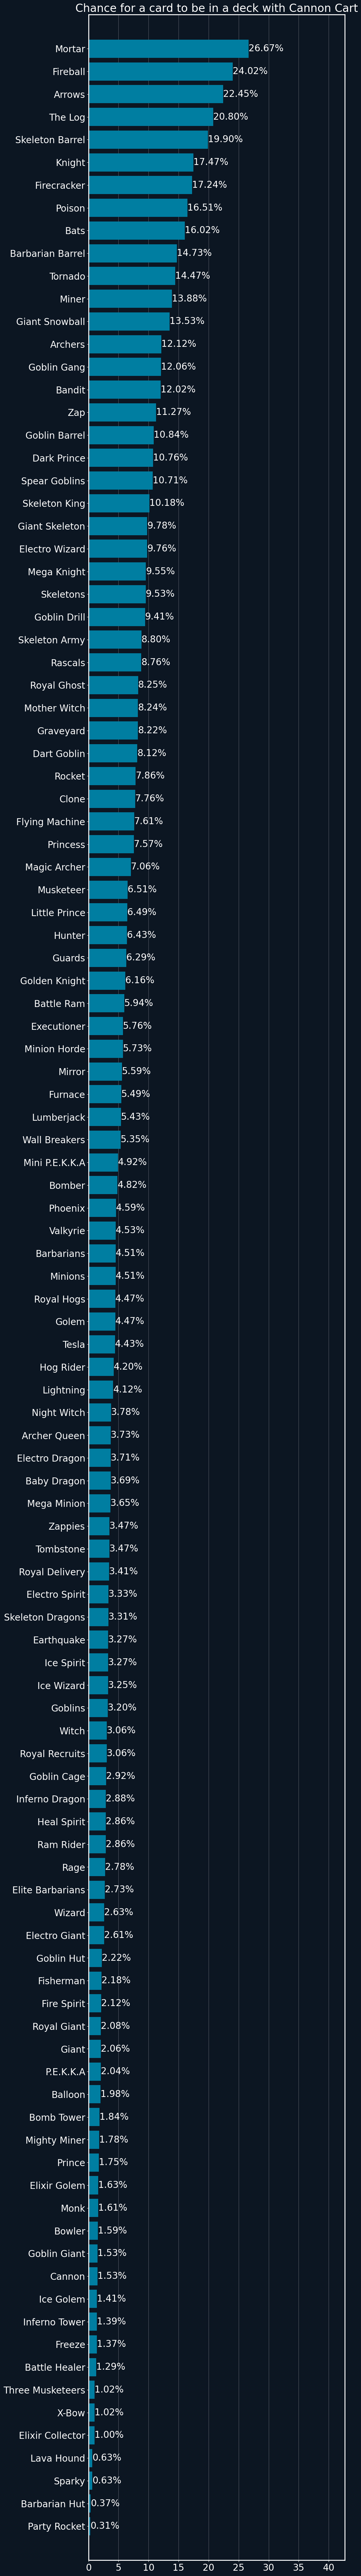 Chance for a card to be in a deck with Cannon Cart
Mortar 26.67%
Fireball 24.02%
Arrows 22.45%
The Log 20.80%
Skeleton Barrel 19.90%
Knight 17.47%
Firecracker 17.24%
Poison 16.51%
Bats 16.02%
Barbarian Barrel 14.73%
Tornado 14.47%
Miner 13.88%
Giant Snowball 13.53%
Archers 12.12%
Goblin Gang 12.06%
Bandit 12.02%
Zap 11.27%
Goblin Barrel 10.84%
Dark Prince 10.76%
Spear Goblins 10.71%
Skeleton King 10.18%
Giant Skeleton 9.78%
Electro Wizard 9.76%
Mega Knight 9.55%
Skeletons 9.53%
Goblin Drill 9.41%
Skeleton Army 8.80%
Rascals 8.76%
Royal Ghost 8.25%
Mother Witch 8.24%
Graveyard 8.22%
Dart Goblin 8.12%
Rocket 7.86%
Clone 7.76%
Flying Machine 7.61%
Princess 7.57%
Magic Archer 7.06%
Musketeer 6.51%
Little Prince 6.49%
Hunter 6.43%
Guards 6.29%
Golden Knight 6.16%
Battle Ram 5.94%
Executioner 5.76%
Minion Horde 5.73%
Mirror 5.59%
Furnace 5.49%
Lumberjack 5.43%
Wall Breakers 5.35%
Mini P.E.K.K.A 4.92%
Bomber 4.82%
Phoenix 4.59%
Valkyrie 4.53%
Barbarians 4.51%
Minions 4.51%
Royal Hogs 4.47%
Golem 4.47%
Tesla 4.43%
Hog Rider 4.20%
Lightning 4.12%
Night Witch 3.78%
Archer Queen 3.73%
Electro Dragon 3.71%
Baby Dragon 3.69%
Mega Minion 3.65%
Zappies 3.47%
Tombstone 3.47%
Royal Delivery 3.41%
Electro Spirit 3.33%
Skeleton Dragons 3.31%
Earthquake 3.27%
Ice Spirit 3.27%
Ice Wizard 3.25%
Goblins 3.20%
Witch 3.06%
Royal Recruits 3.06%
Goblin Cage 2.92%
Inferno Dragon 2.88%
Heal Spirit 2.86%
Ram Rider 2.86%
Rage 2.78%
Elite Barbarians 2.73%
Wizard 2.63%
Electro Giant 2.61%
Goblin Hut 2.22%
Fisherman 2.18%
Fire Spirit 2.12%
Royal Giant 2.08%
Giant 2.06%
P.E.K.K.A 2.04%
Balloon 1.98%
Bomb Tower 1.84%
Mighty Miner 1.78%
Prince 1.75%
Elixir Golem 1.63%
Monk 1.61%
Bowler 1.59%
Goblin Giant 1.53%
Cannon 1.53%
Ice Golem 1.41%
Inferno Tower 1.39%
Freeze 1.37%
Battle Healer 1.29%
Three Musketeers 1.02%
X-Bow 1.02%
Elixir Collector 1.00%
Lava Hound 0.63%
Sparky 0.63%
Barbarian Hut 0.37%
Party Rocket 0.31%
0 5 10 15 20 25 30 35 40